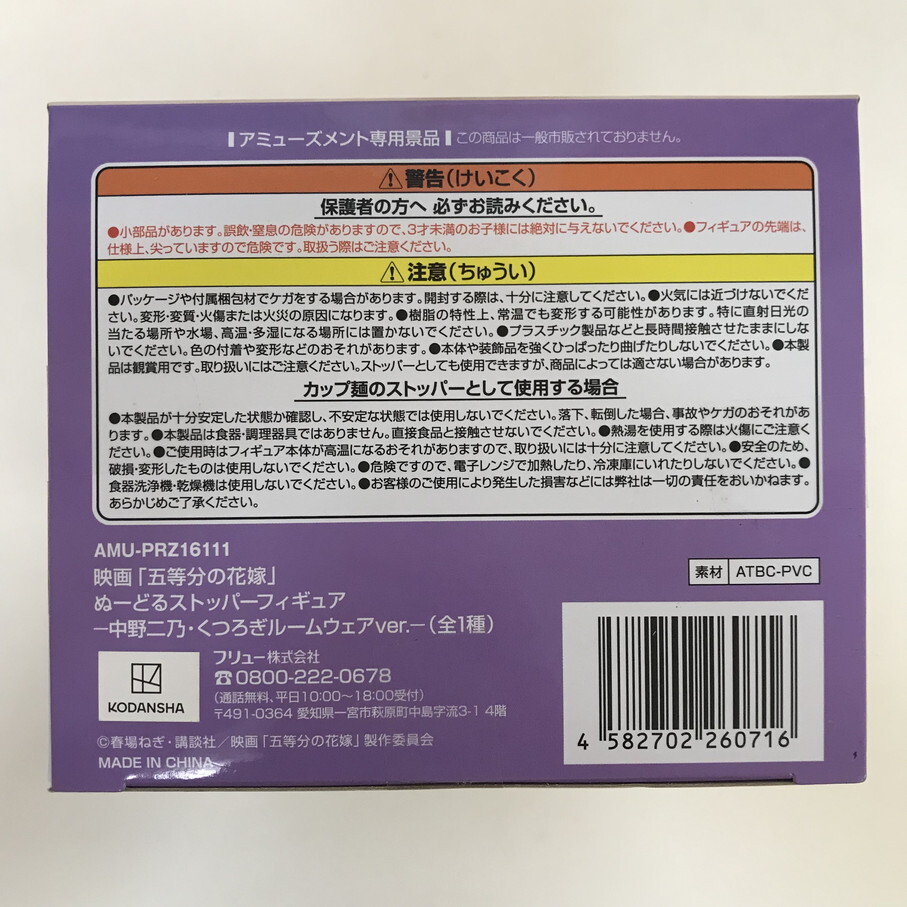 アミューズメント専用景品 この商品は一般市販されておりません。
⚠警告(けいこく)
保護者の方へ 必ずお読みください。
●小部品があります。誤飲・窒息の危険がありますので、3才未満のお子様には絶対に与えないでください。●フィギュアの先端は、
仕様上、尖っていますので危険です。取扱う際はご注意ください。
⚠注意(ちゅうい)
●パッケージや付属梱包材でケガをする場合があります。開封する際は、十分に注意してください。●火気には近づけないでくだ
さい。変形・変質・火傷または火災の原因になります。●樹脂の特性上、常温でも変形する可能性があります。特に直射日光の
当たる場所や水場、高温・多湿になる場所には置かないでください。●プラスチック製品などと長時間接触させたままにしな
いでください。色の付着や変形などのおそれがあります。●本体や装飾品を強くひっぱったり曲げたりしないでください。●本製
品は観賞用です。取り扱いにはご注意ください。ストッパーとしても使用できますが、商品によっては適さない場合があります。
カップ麺のストッパーとして使用する場合
●本製品が十分安定した状態か確認し、不安定な状態では使用しないでください。落下、転倒した場合、事故やケガのおそれがあ
ります。●本製品は食器・調理器具ではありません。直接食品と接触させないでください。●熱湯を使用する際は火傷にご注意く
ださい。●ご使用時はフィギュア本体が高温になるおそれがありますので、取り扱いには十分に注意してください。●安全のため、
破損・変形したものは使用しないでください。●危険ですので、電子レンジで加熱したり、冷凍庫にいれたりしないでください。●
食器洗浄機・乾燥機は使用しないでください。●お客様のご使用により発生した損害などには弊社は一切の責任をおいかねます。
あらかじめご了承ください。
AMU-PRZ16111
映画「五等分の花嫁」
ぬーどるストッパーフィギュア
―中野二乃・くつろぎルームウェアver.―(全1種)
素材 ATBC-PVC
KODANSHA
フリュー株式会社
☎0800-222-0678
(通話無料、平日10:00〜18:00受付)
〒491-0364 愛知県一宮市萩原町中島字流3-1 4階
©春場ねぎ・講談社/映画「五等分の花嫁」製作委員会
MADE IN CHINA
4 582702 260716